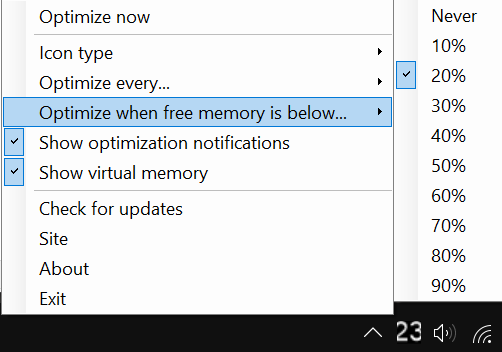 Optimize now
Icon type
Optimize every...
Optimize when free memory is below...
Show optimization notifications
Show virtual memory
Check for updates
Site
About
Exit
Never
10%
20%
30%
40%
50%
60%
70%
80%
90%
23